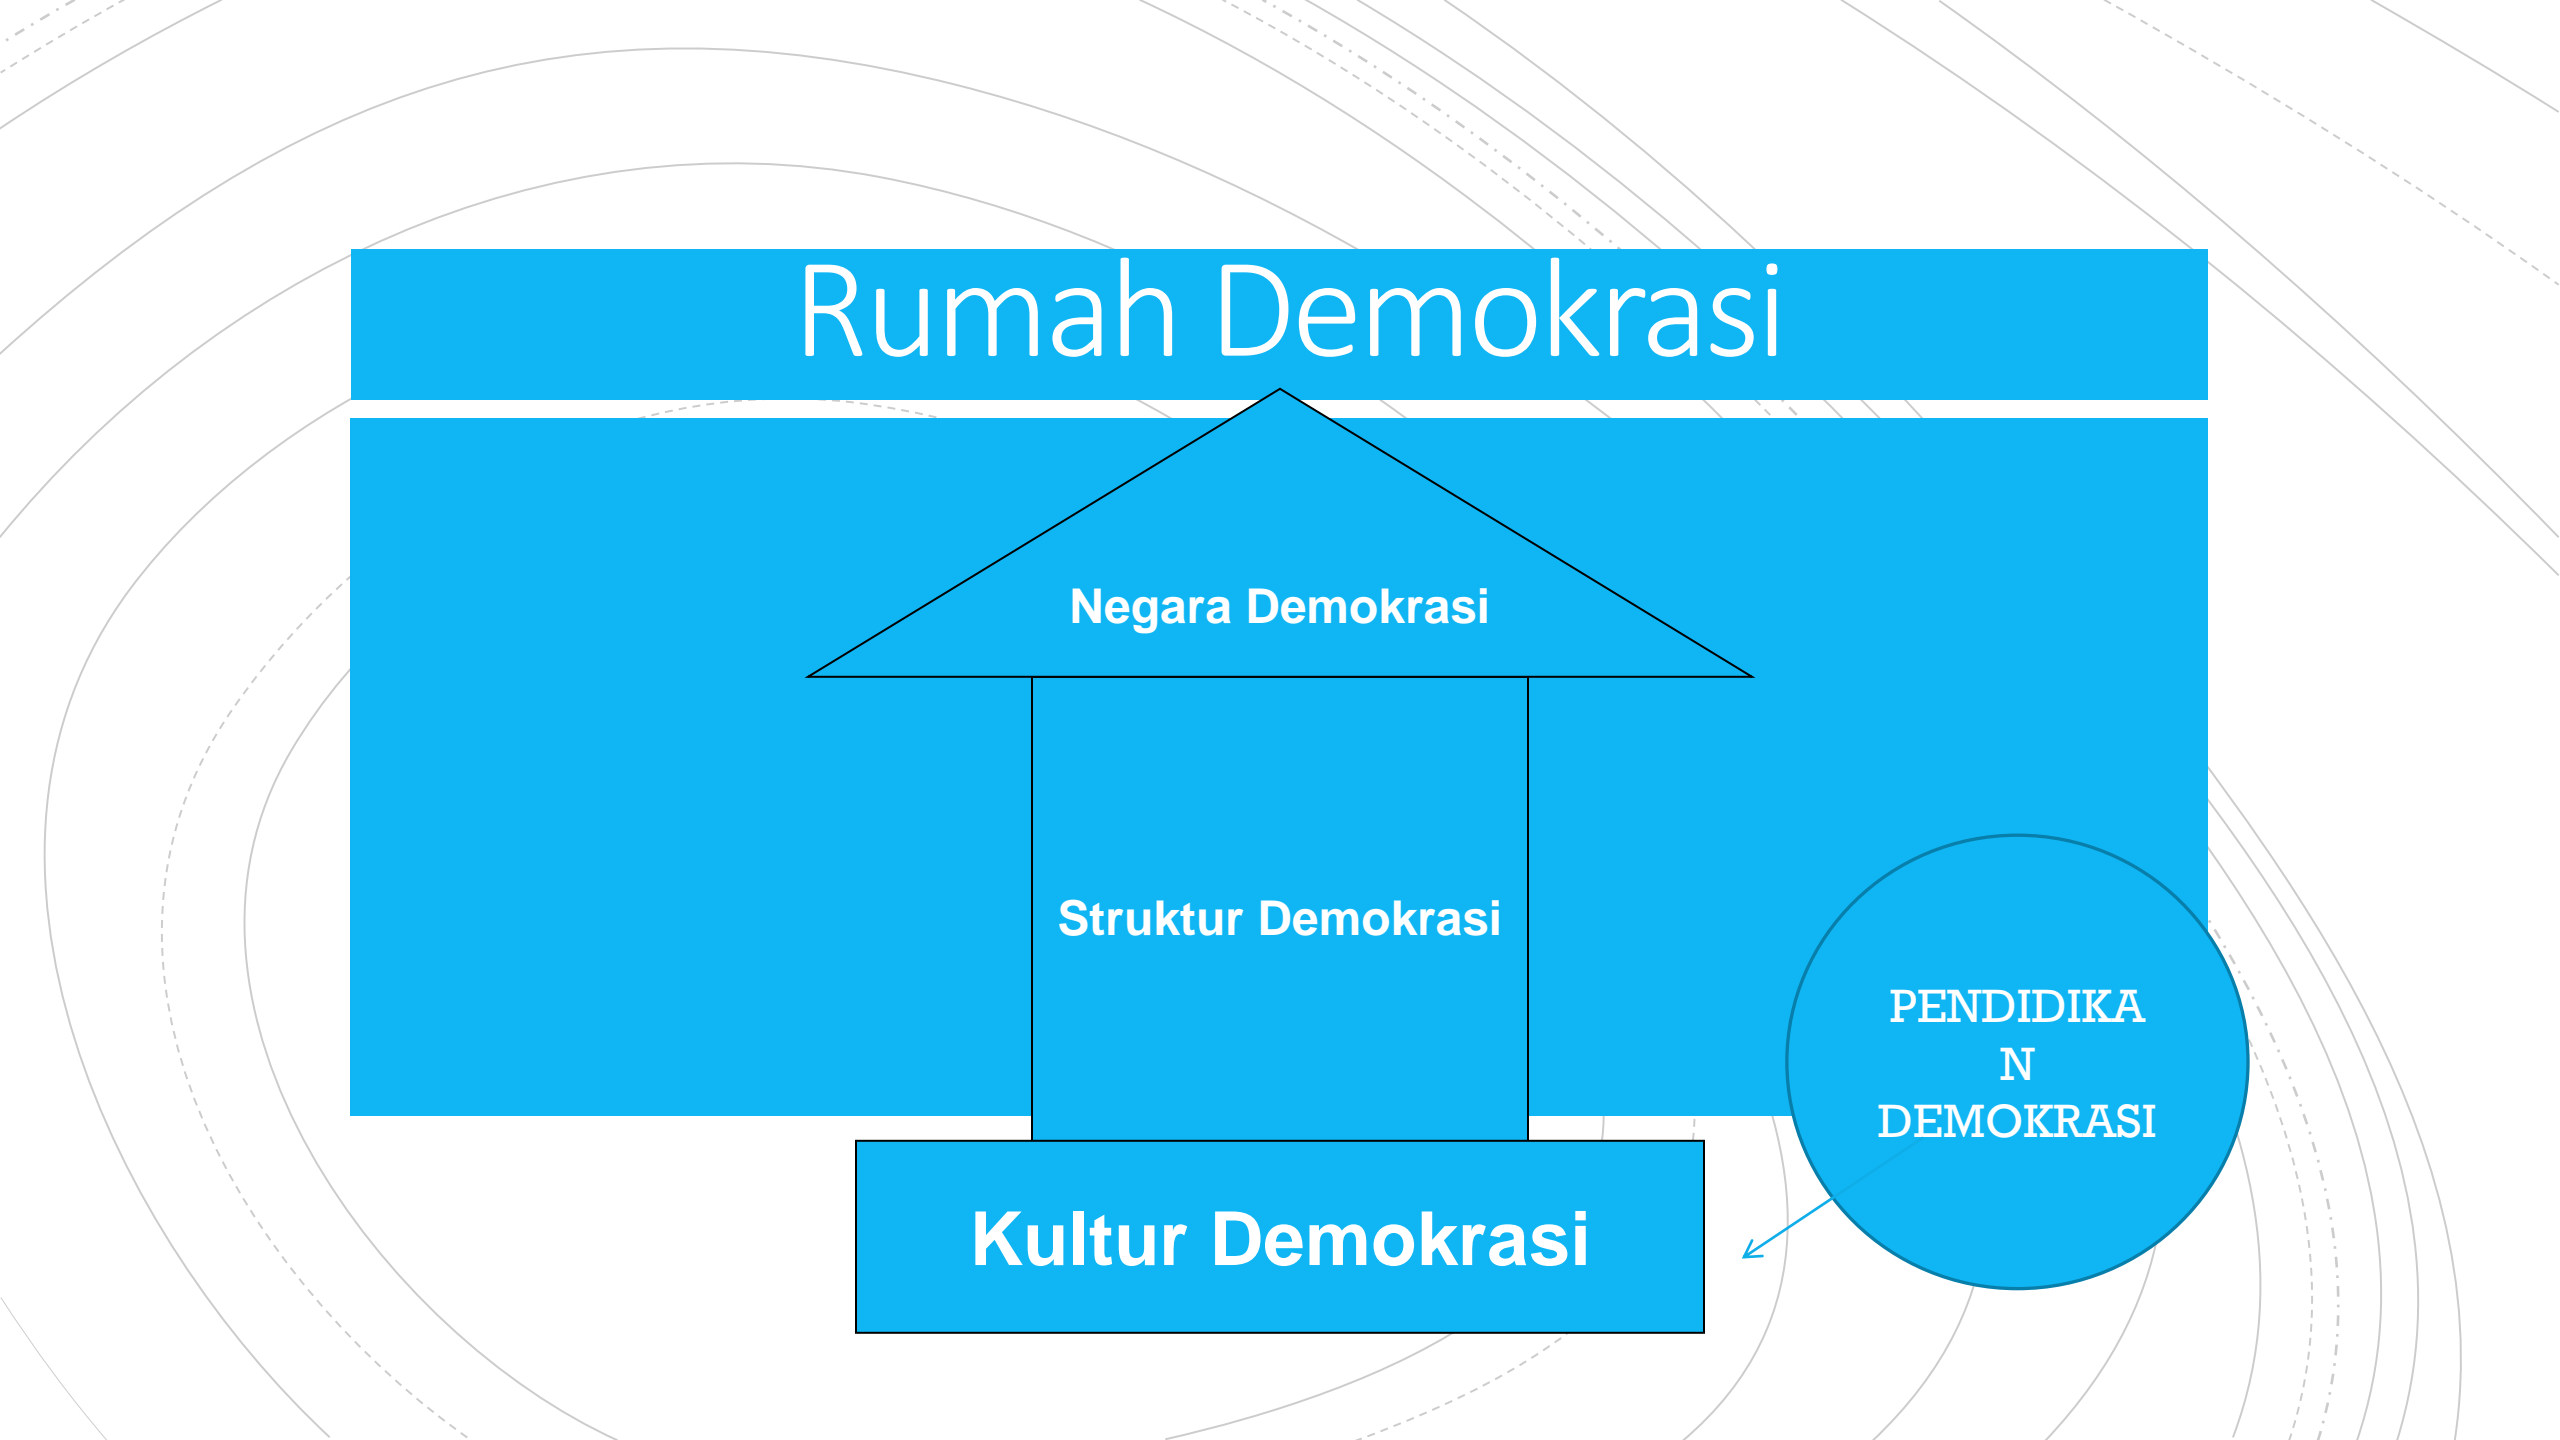 Rumah Demokrasi
Negara Demokrasi
Struktur Demokrasi
PENDIDIKA
N
DEMOKRASI
Kultur Demokrasi